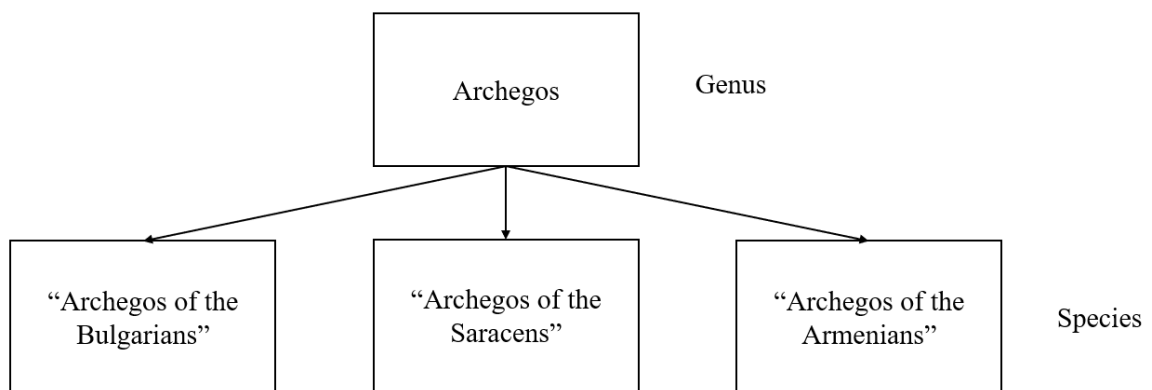 Archegos
Genus
“Archegos of the
Bulgarians”
“Archegos of the
Saracens”
“Archegos of the
Armenians”
Species